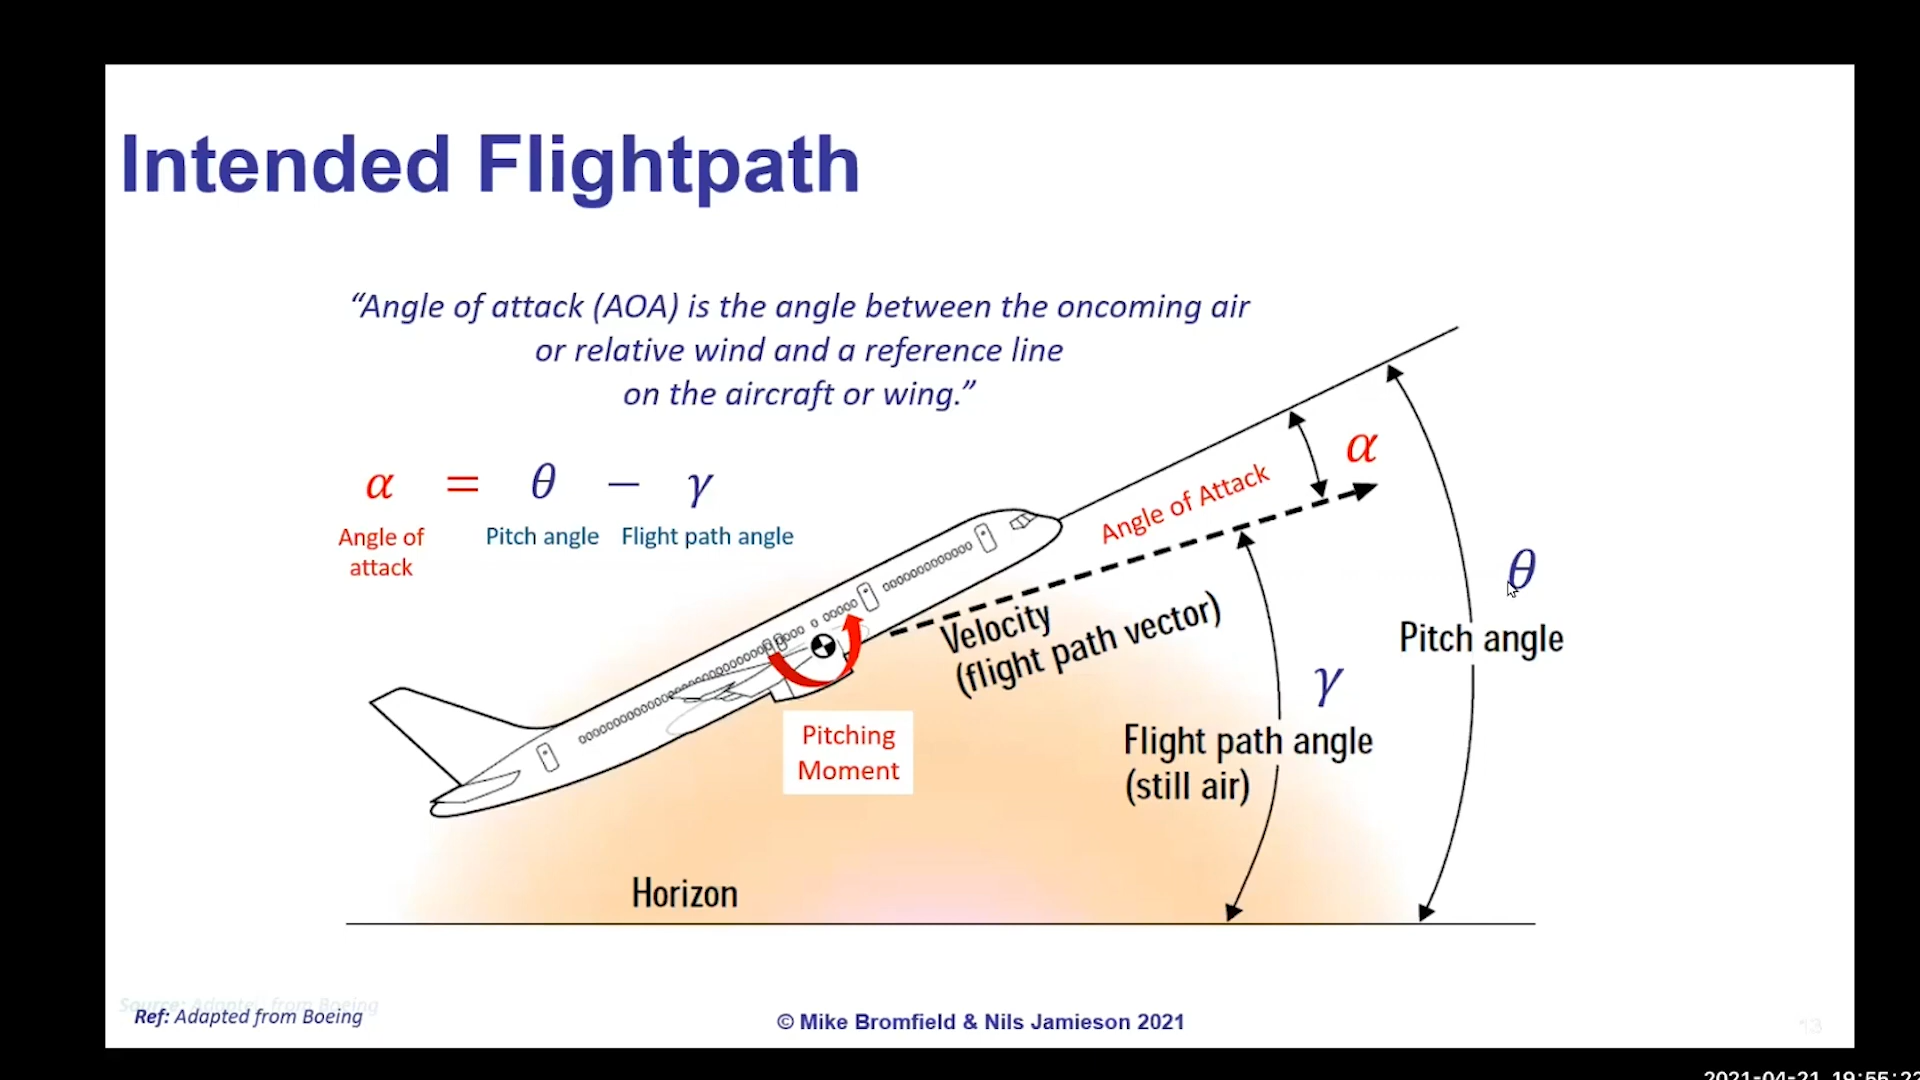 Intended Flightpath
“Angle of attack (AOA) is the angle between the oncoming air
or relative wind and a reference line
on the aircraft or wing.”
α = θ − γ
Angle of
attack
Pitch angle
Flight path angle
α
Angle of Attack
θ
Pitch angle
Velocity
(flight path vector)
γ
Flight path angle
(still air)
Pitching
Moment
Horizon
Source: Adapted from Boeing
Ref: Adapted from Boeing
© Mike Bromfield & Nils Jamieson 2021
13
2021-04-21 19:55:22